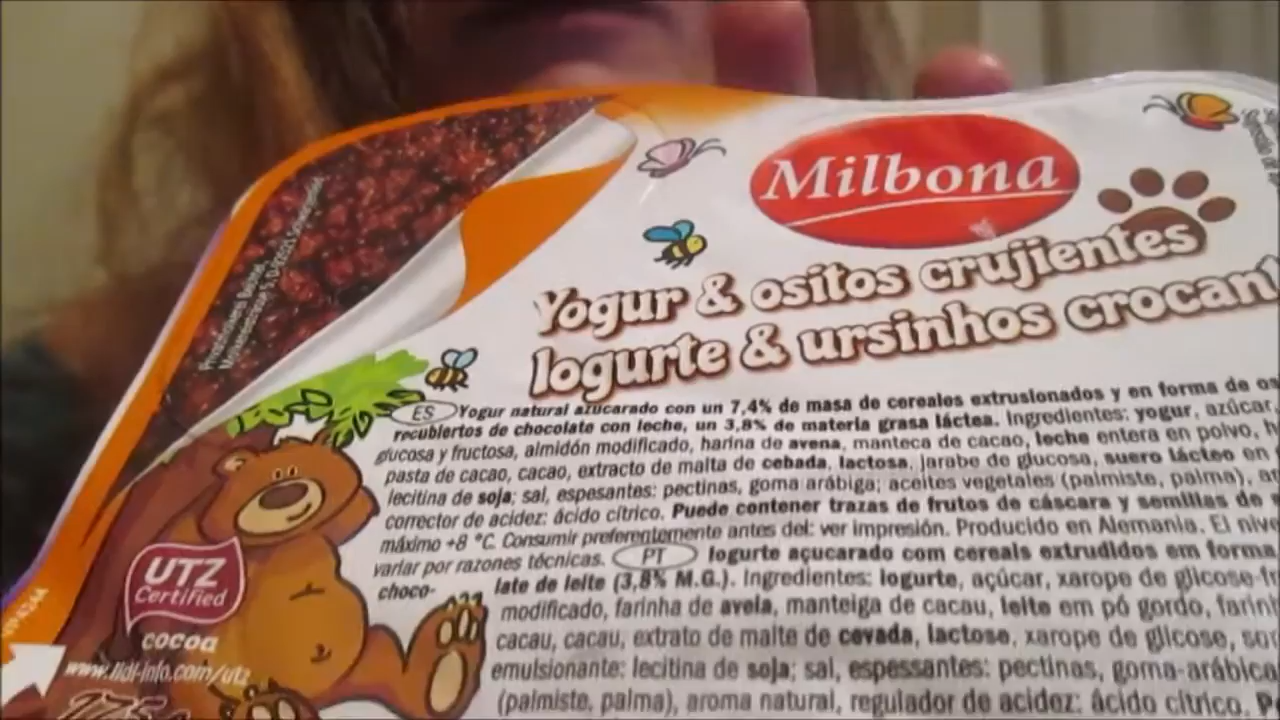 Milbona
Yogur & ositos crujientes
Iogurte & ursinhos crocan
ES Yogur natural azucarado con un 7,4% de masa de cereales extrusionados y en forma de os
recubiertos de chocolate con leche, un 3,8% de materia grasa láctea. Ingredientes: yogur, azúcar,
glucosa y fructosa, almidón modificado, harina de avena, manteca de cacao, leche entera en polvo, h
pasta de cacao, cacao, extracto de malta de cebada, lactosa, jarabe de glucosa, suero lácteo en
lecitina de soja; sal, espesantes: pectinas, goma arábiga; aceites vegetales (palmiste, palma), ar
corrector de acidez: ácido cítrico. Puede contener trazas de frutos de cáscara y semillas de s
máximo +8 °C. Consumir preferentemente antes del: ver impresión. Producido en Alemania. El nive
variar por razones técnicas. PT Iogurte açucarado com cereais extrudidos em forma
choco-
late de leite (3,8% M.G.). Ingredientes: Iogurte, açúcar, xarope de glicose-fr
modificado, farinha de aveia, manteiga de cacau, leite em pó gordo, farinh
cacau, cacau, extrato de malte de cevada, lactose, xarope de glicose, sor
emulsionante: lecitina de soja; sal, espessantes: pectinas, goma-arábica
(palmiste, palma), aroma natural, regulador de acidez: ácido cítrico. P
UTZ
Certified
cocoa
www.lidl-info.com/utz
175